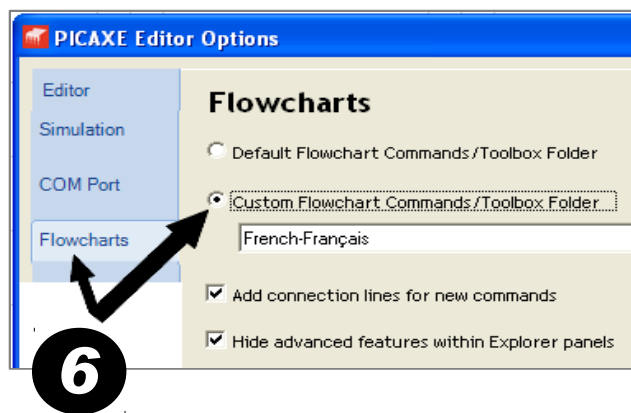 PICAXE Editor Options
Editor
Simulation
COM Port
Flowcharts
Flowcharts
Default Flowchart Commands/Toolbox Folder
Custom Flowchart Commands/Toolbox Folder
French-Français
Add connection lines for new commands
Hide advanced features within Explorer panels
6